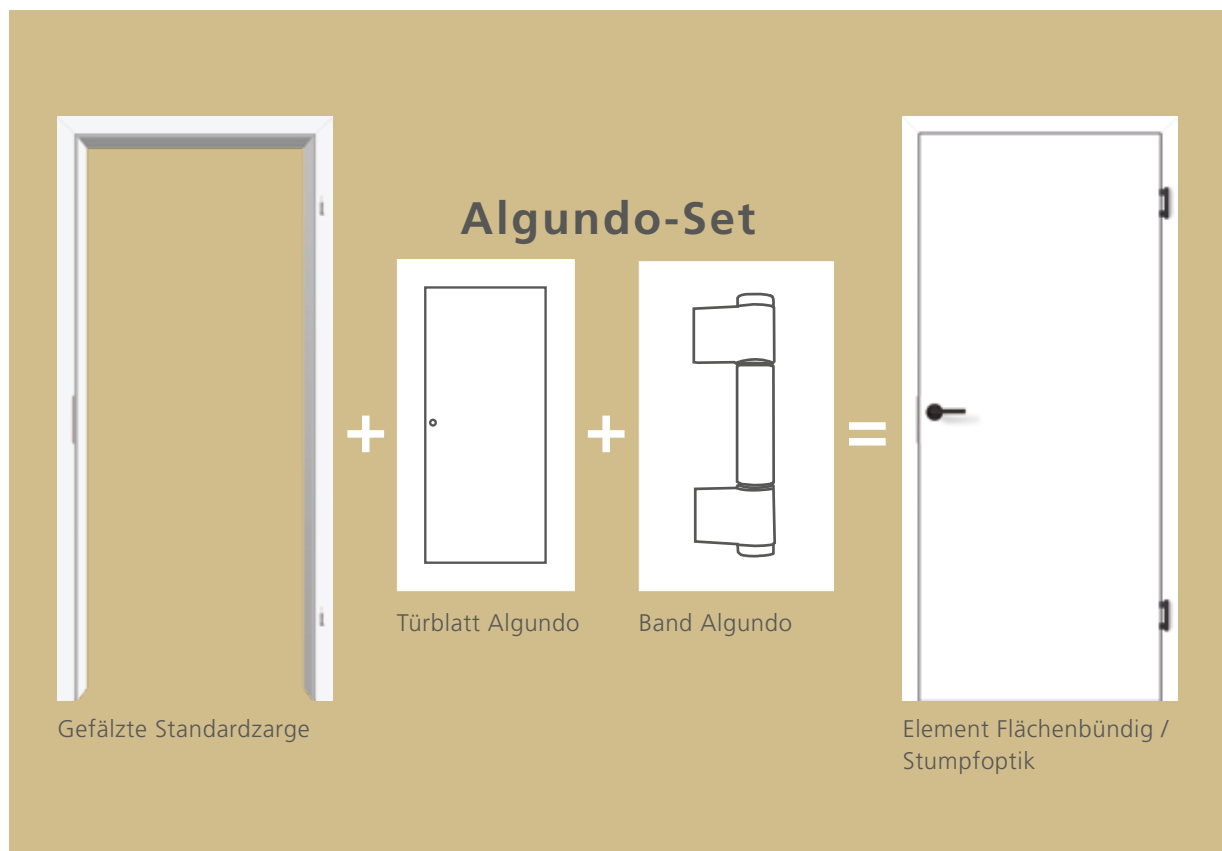 Algundo-Set
+
+
=
Türblatt Algundo
Band Algundo
Gefälzte Standardzarge
Element Flächenbündig /
Stumpfoptik